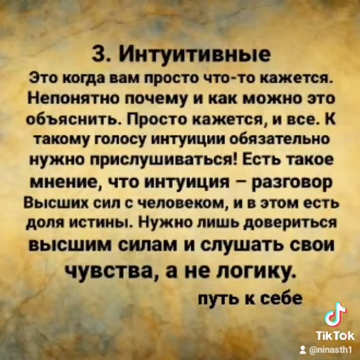 3. Интуитивные
Это когда вам просто что-то кажется.
Непонятно почему и как можно это
объяснить. Просто кажется, и все. К
такому голосу интуиции обязательно
нужно прислушиваться! Есть такое
мнение, что интуиция – разговор
Высших сил с человеком, и в этом есть
доля истины. Нужно лишь довериться
высшим силам и слушать свои
чувства, а не логику.
путь к себе
TikTok
@ninasth1